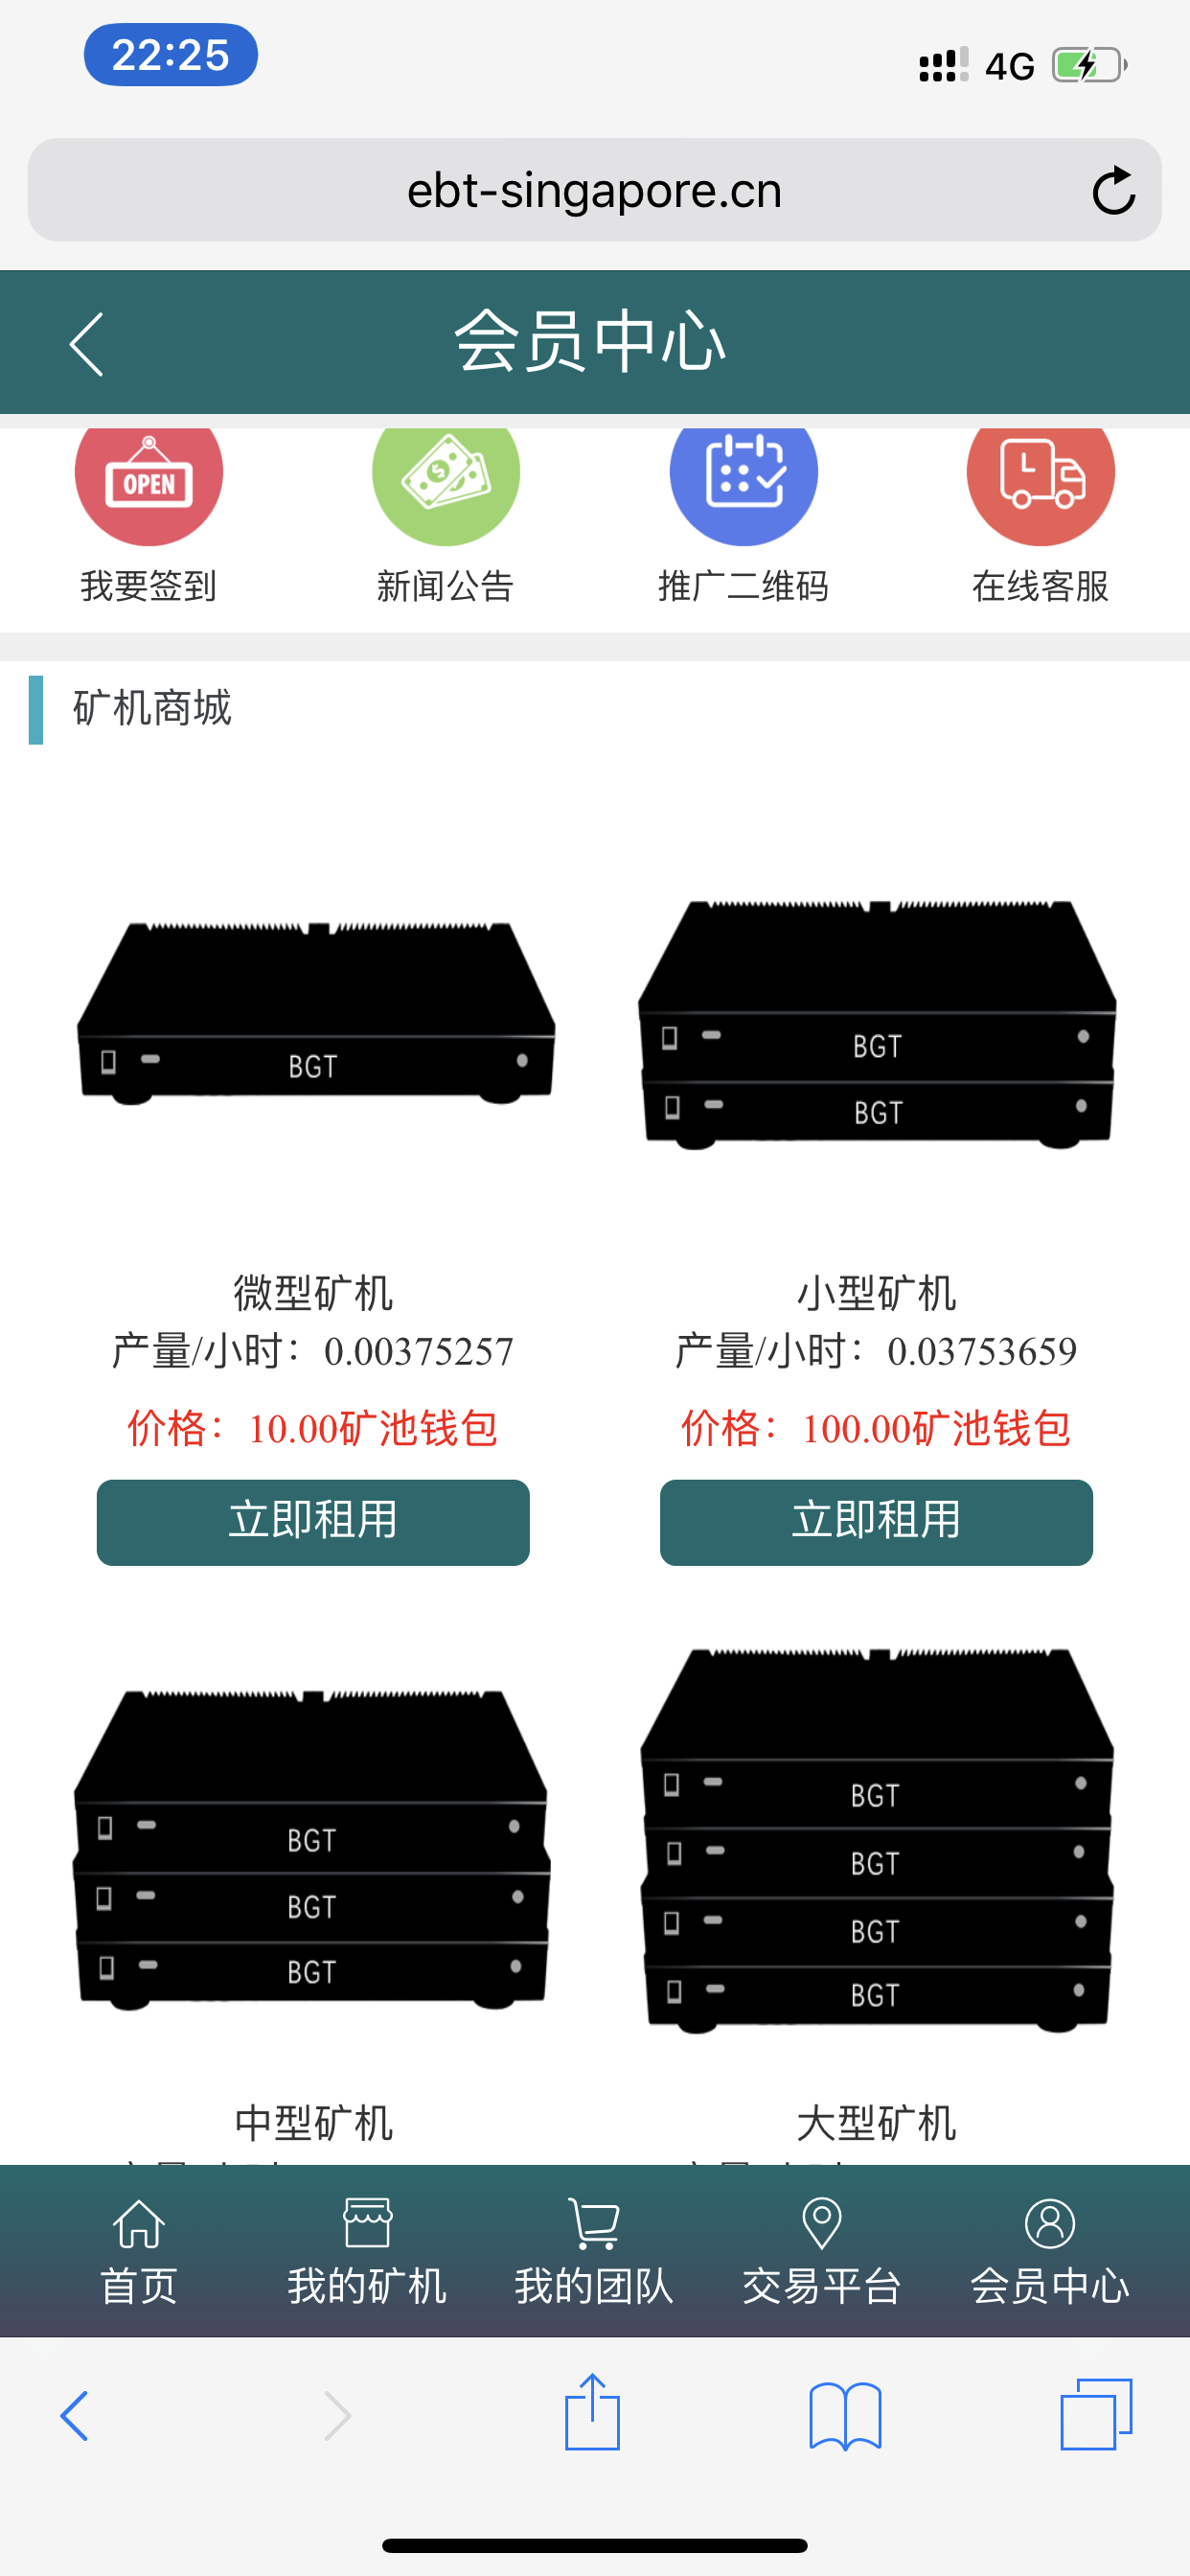 22:25
4G
ebt-singapore.cn
会员中心
OPEN
我要签到 新闻公告 推广二维码 在线客服
矿机商城
BGT
BGT
BGT
微型矿机 小型矿机
产量/小时：0.00375257 产量/小时：0.03753659
价格：10.00矿池钱包 价格：100.00矿池钱包
立即租用 立即租用
BGT
BGT
BGT
BGT
BGT
BGT
BGT
中型矿机 大型矿机
首页 我的矿机 我的团队 交易平台 会员中心